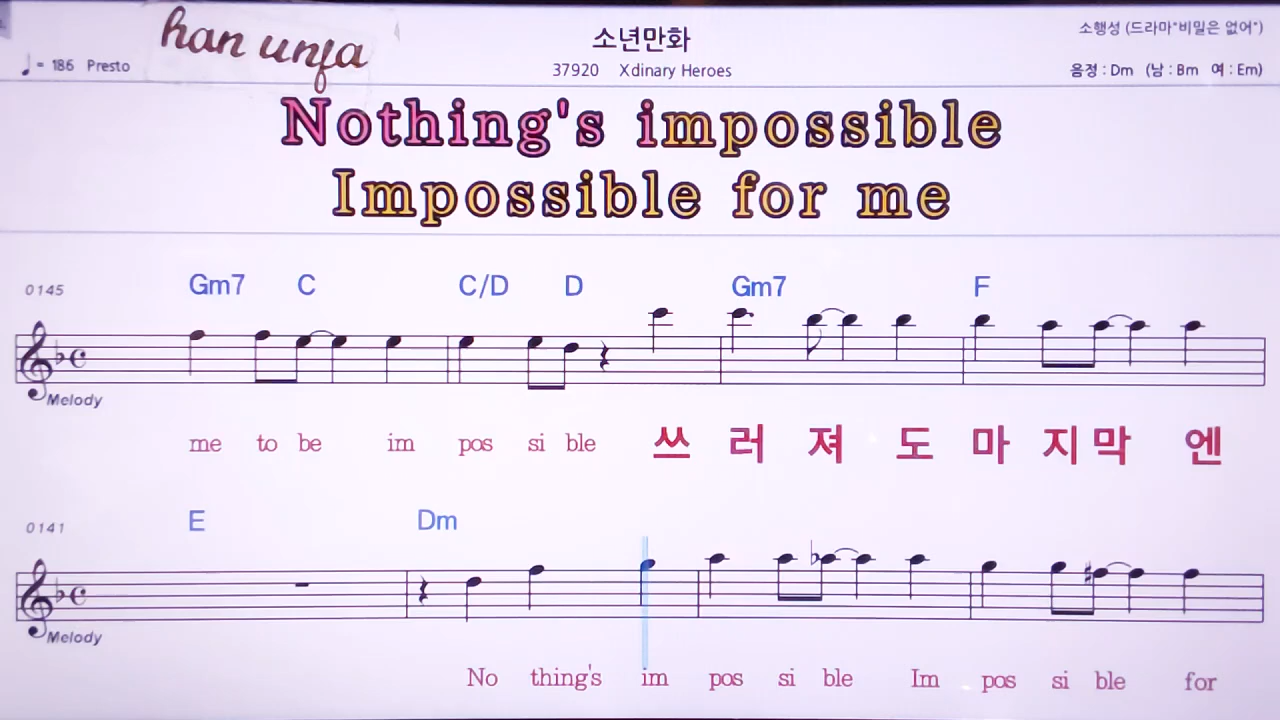 han unfa
소년만화
소행성 (드라마"비밀은 없어")
♩= 186 Presto
37920 Xdinary Heroes
음정 : Dm (남 : Bm 여 : Em)
Nothing's impossible
Impossible for me
0145 Gm7 C C/D D Gm7 F
Melody
me to be im pos si ble 쓰 러 져 도 마 지 막 엔
0141 E Dm
Melody
No thing's im pos si ble Im pos si ble for